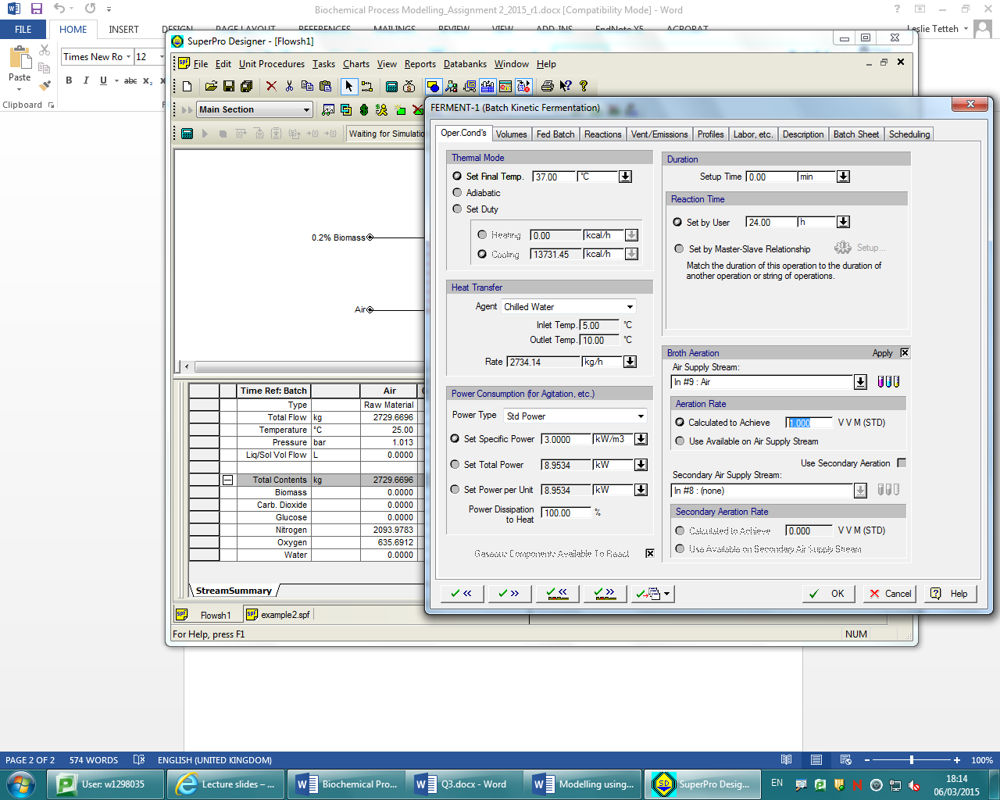 Biochemical Process Modelling_Assignment 2_2015_r1.docx [Compatibility Mode] - Word
FILE HOME INSERT DESIGN PAGE LAYOUT REFERENCES MAILINGS REVIEW VIEW ADD-INS EndNote X5 ACROBAT Leslie Tetteh
Times New Ro 12
Paste
B I U abc x₂ x
Clipboard
SuperPro Designer - [Flowsh1]
File Edit Unit Procedures Tasks Charts View Reports Databanks Window Help
Main Section
Waiting for Simulatio
0.2% Biomass
Air
Time Ref: Batch Air
Type Raw Material
Total Flow kg 2729.6696
Temperature °C 25.00
Pressure bar 1.013
Liq/Sol Vol Flow L 0.0000
Total Contents kg 2729.6696
Biomass 0.0000
Carb. Dioxide 0.0000
Glucose 0.0000
Nitrogen 2093.9783
Oxygen 635.6912
Water 0.0000
StreamSummary
Flowsh1 example2.spf
For Help, press F1
NUM
FERMENT-1 (Batch Kinetic Fermentation)
Oper.Cond's Volumes Fed Batch Reactions Vent/Emissions Profiles Labor, etc. Description Batch Sheet Scheduling
Thermal Mode
Set Final Temp. 37.00 °C
Adiabatic
Set Duty
Heating 0.00 kcal/h
Cooling 13731.45 kcal/h
Heat Transfer
Agent Chilled Water
Inlet Temp. 5.00 °C
Outlet Temp. 10.00 °C
Rate 2734.14 kg/h
Power Consumption (for Agitation, etc.)
Power Type Std Power
Set Specific Power 3.0000 kW/m3
Set Total Power 8.9534 kW
Set Power per Unit 8.9534 kW
Power Dissipation
to Heat 100.00 %
Gaseous Components Available To React
Duration
Setup Time 0.00 min
Reaction Time
Set by User 24.00 h
Set by Master-Slave Relationship Setup...
Match the duration of this operation to the duration of
another operation or string of operations.
Broth Aeration Apply
Air Supply Stream:
In #9 : Air
Aeration Rate
Calculated to Achieve 1.000 V V M (STD)
Use Available on Air Supply Stream
Use Secondary Aeration
Secondary Air Supply Stream:
In #8 : (none)
Secondary Aeration Rate
Calculated to Achieve 0.000 V V M (STD)
Use Available on Secondary Air Supply Stream
OK Cancel Help
PAGE 2 OF 2 574 WORDS ENGLISH (UNITED KINGDOM) 100%
User: w1298035 Lecture slides – ... Biochemical Pro... Q3.docx - Word Modelling using... SuperPro Desig... EN
18:14
06/03/2015